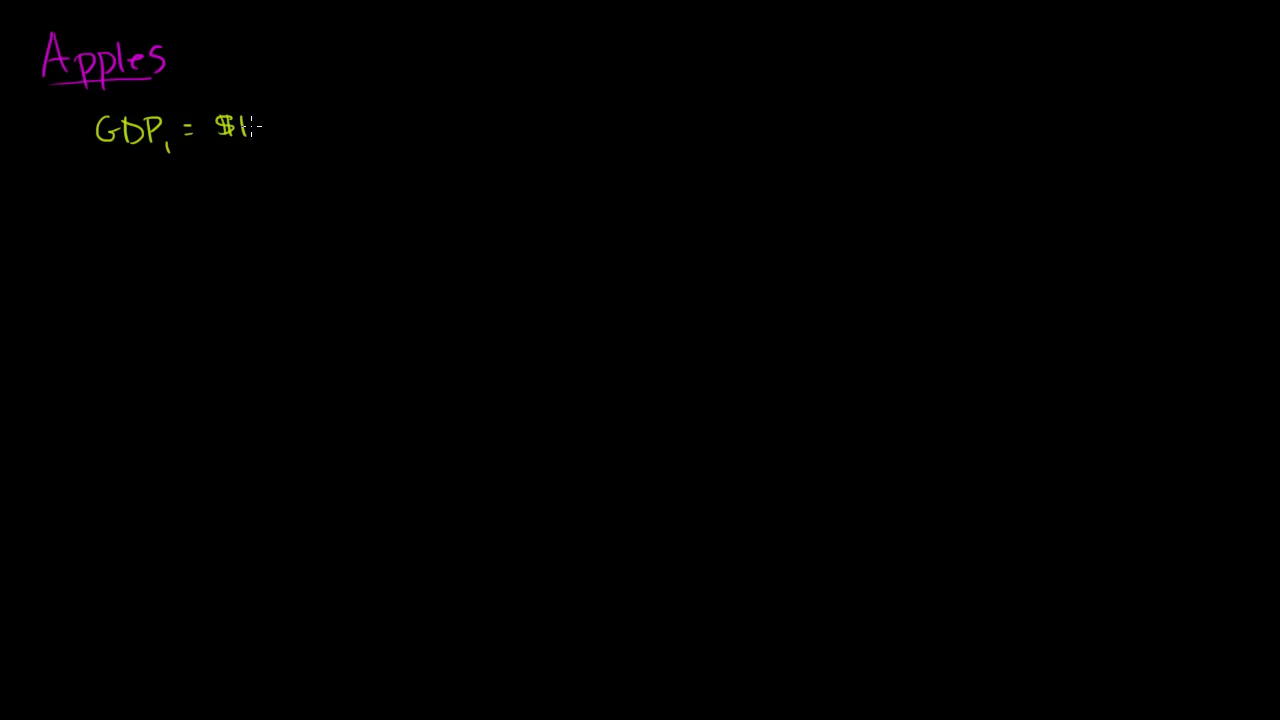 Apples
GDP₁ = $1